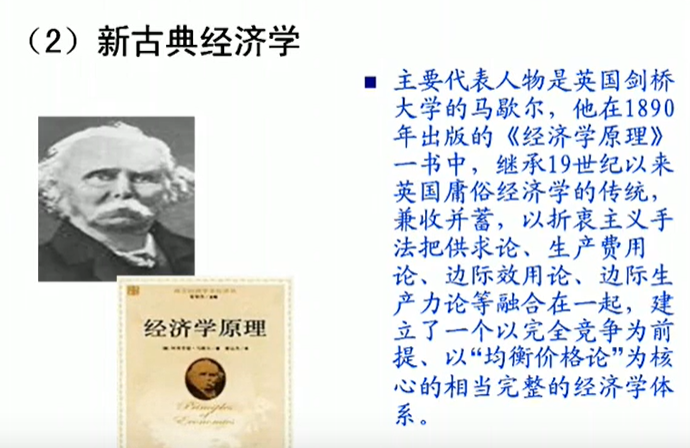 （2）新古典经济学
主要代表人物是英国剑桥
大学的马歇尔，他在1890
年出版的《经济学原理》
一书中，继承19世纪以来
英国庸俗经济学的传统，
兼收并蓄，以折衷主义手
法把供求论、生产费用
论、边际效用论、边际生
产力论等融合在一起，建
立了一个以完全竞争为前
提、以“均衡价格论”为核
心的相当完整的经济学体
系。
经济学原理
Principles
of
Economics